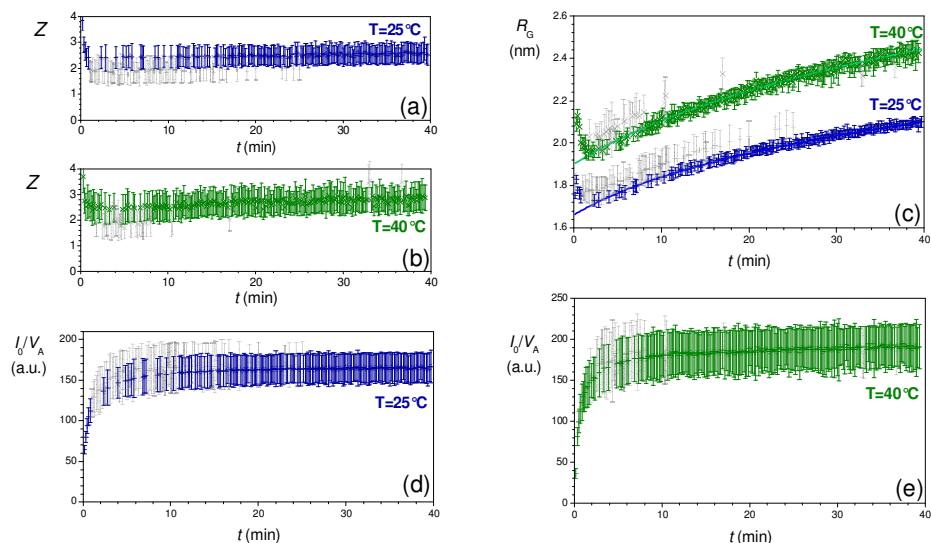 Z
4
3
2
1
0
T=25°C
(a)
0 10 20 30 40
t (min)
Z
4
3
2
1
0
T=40°C
(b)
0 10 20 30 40
t (min)
R_G
(nm)
2.6
2.4
2.2
2.0
1.8
1.6
T=40°C
T=25°C
(c)
0 10 20 30 40
t (min)
I_0/V_A
(a.u.)
200
150
100
50
0
T=25°C
(d)
0 10 20 30 40
t (min)
I_0/V_A
(a.u.)
250
200
150
100
50
0
T=40°C
(e)
0 10 20 30 40
t (min)